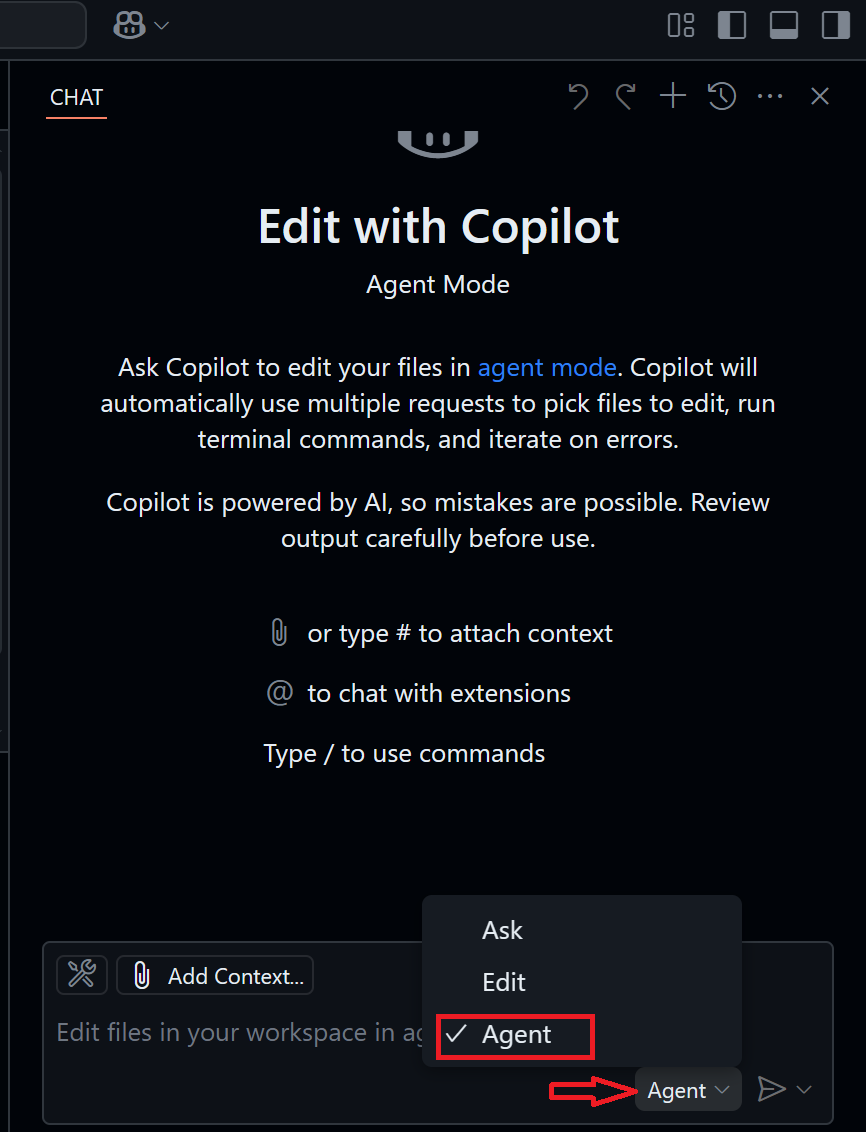 CHAT
Edit with Copilot
Agent Mode
Ask Copilot to edit your files in agent mode. Copilot will
automatically use multiple requests to pick files to edit, run
terminal commands, and iterate on errors.
Copilot is powered by AI, so mistakes are possible. Review
output carefully before use.
or type # to attach context
@ to chat with extensions
Type / to use commands
Ask
Edit
Agent
Add Context...
Edit files in your workspace in
Agent